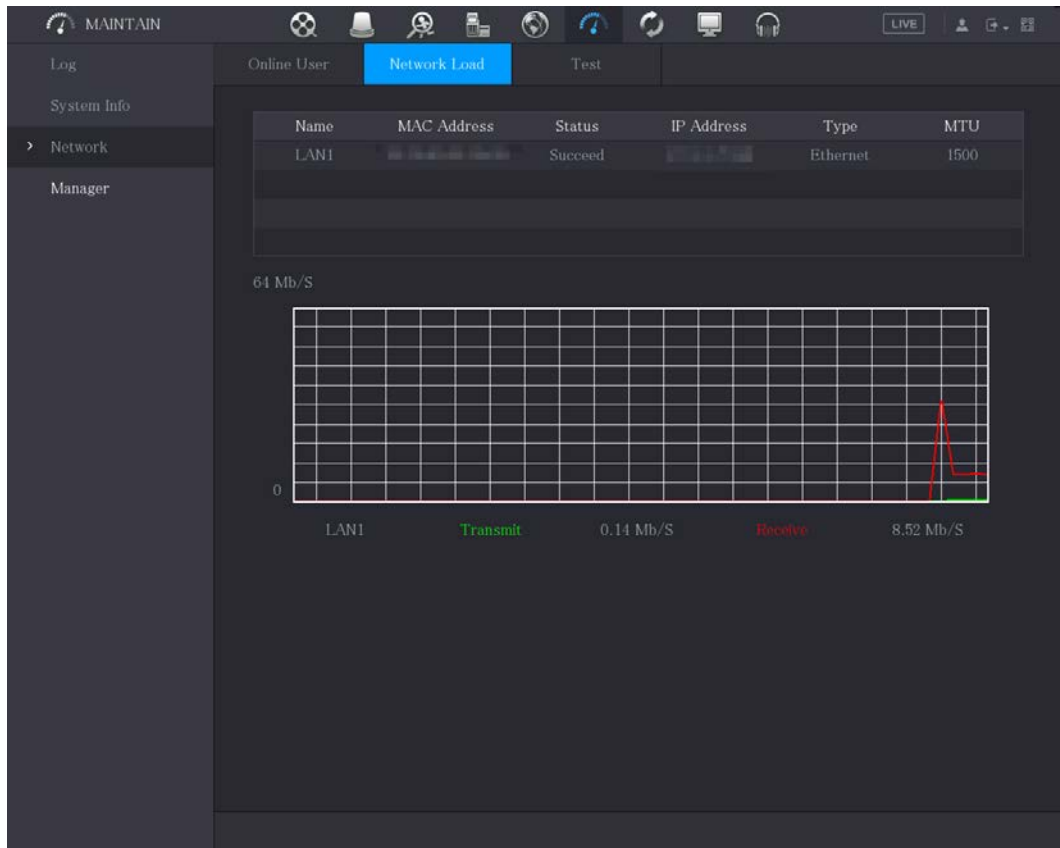 MAINTAIN LIVE
Log
System Info
Network
Manager
Online User Network Load Test
Name MAC Address Status IP Address Type MTU
LAN1 Succeed Ethernet 1500
64 Mb/S
0
LAN1 Transmit 0.14 Mb/S Receive 8.52 Mb/S